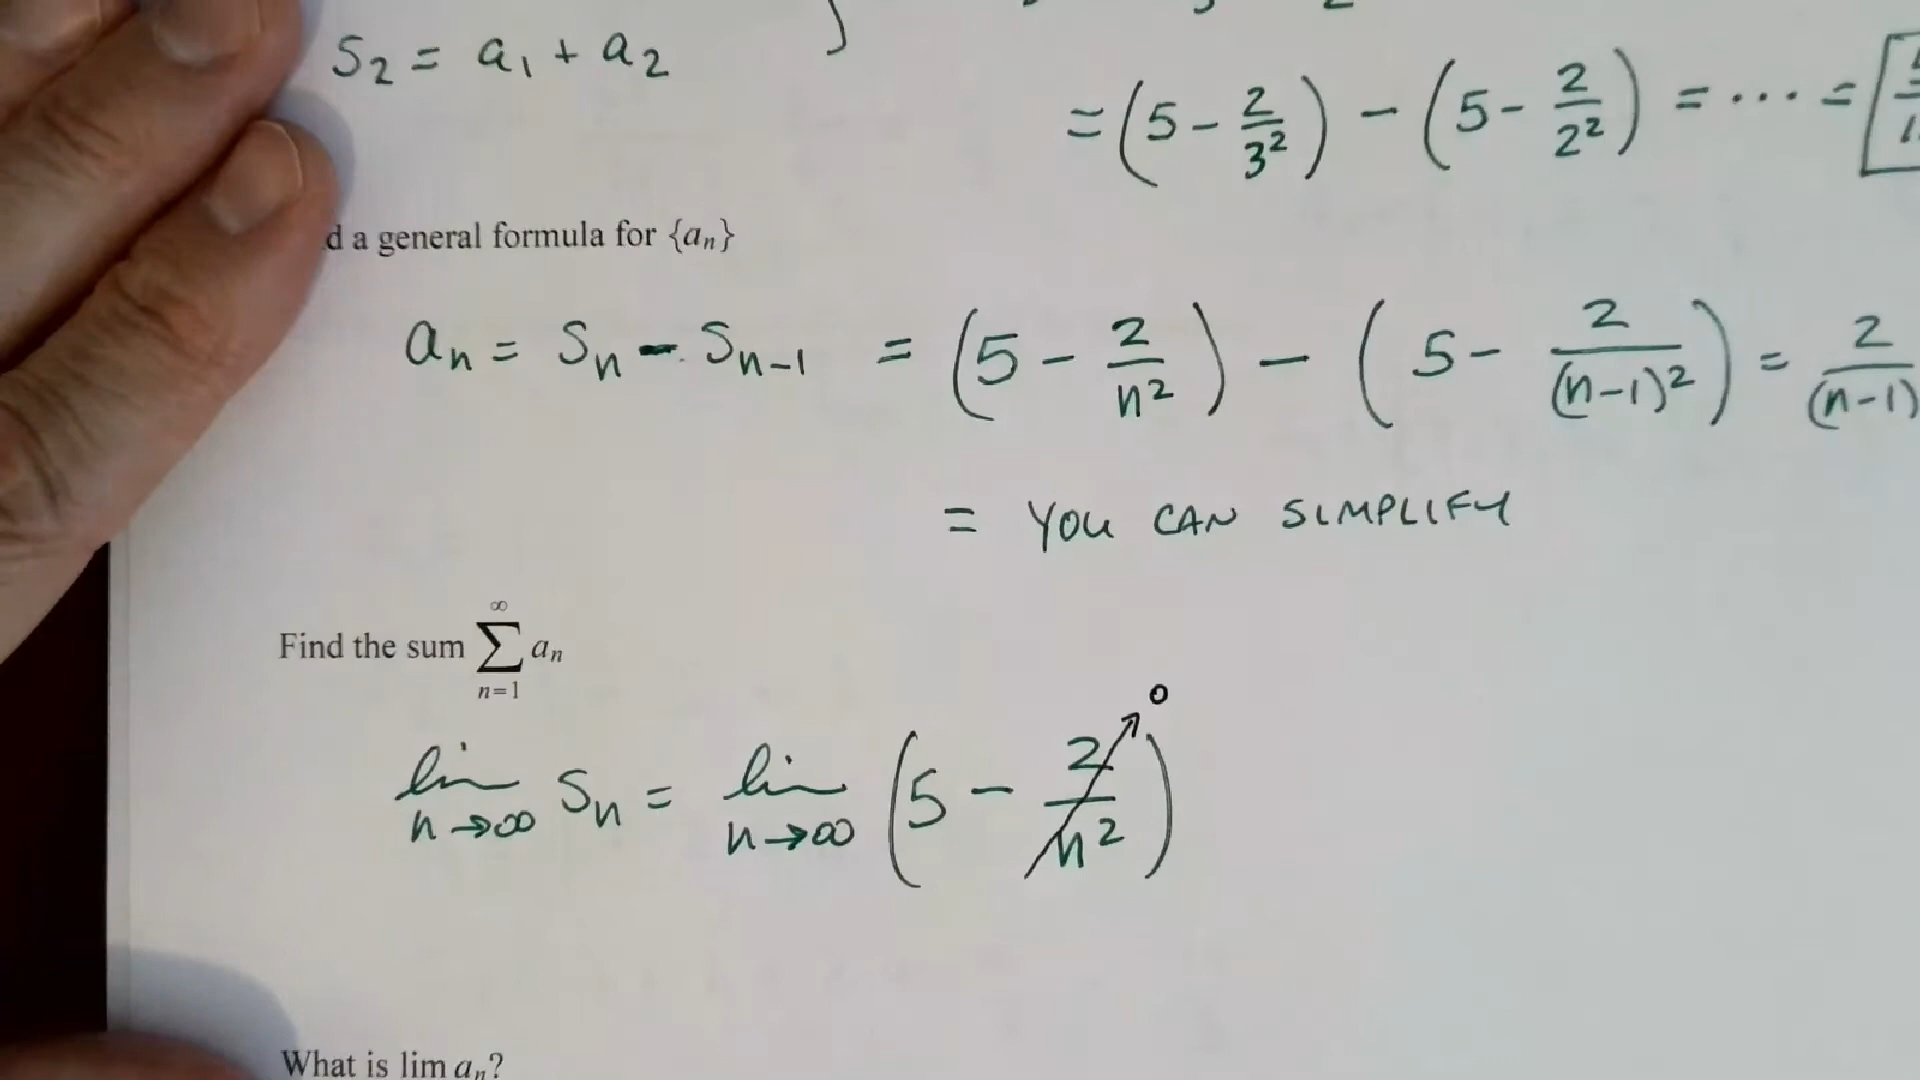 S₂ = a₁ + a₂
= (5 - 2/3²) - (5 - 2/2²) = ... =
d a general formula for {aₙ}
aₙ = Sₙ - Sₙ₋₁ = (5 - 2/n²) - (5 - 2/(n-1)²) = 2/(n-1)
= YOU CAN SIMPLIFY
Find the sum ∞ Σ n=1 aₙ
0
lim n→∞ Sₙ = lim n→∞ (5 - 2/n²)
What is lim aₙ?